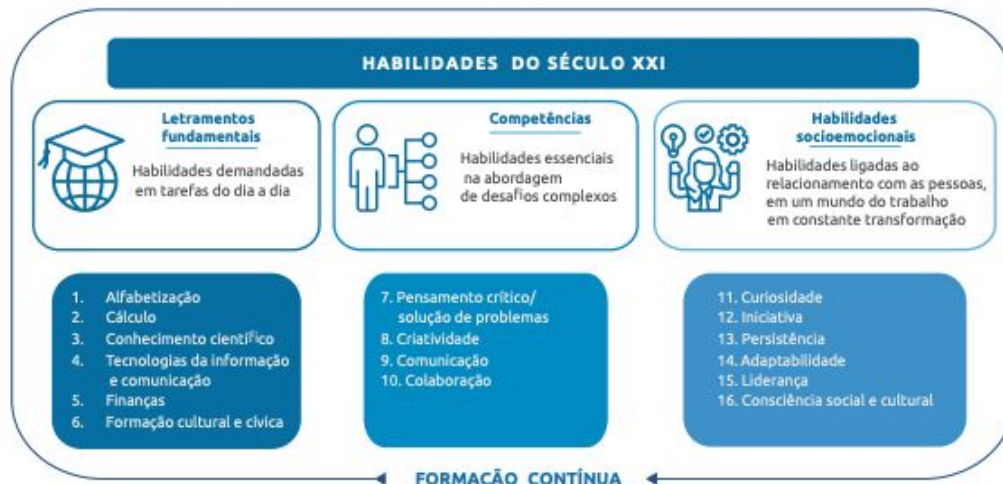 HABILIDADES DO SÉCULO XXI
Letramentos
fundamentais
Habilidades demandadas
em tarefas do dia a dia
Competências
Habilidades essenciais
na abordagem
de desafios complexos
Habilidades
socioemocionais
Habilidades ligadas ao
relacionamento com as pessoas,
em um mundo do trabalho
em constante transformação
1. Alfabetização
2. Cálculo
3. Conhecimento científico
4. Tecnologias da informação
e comunicação
5. Finanças
6. Formação cultural e cívica
7. Pensamento crítico/
solução de problemas
8. Criatividade
9. Comunicação
10. Colaboração
11. Curiosidade
12. Iniciativa
13. Persistência
14. Adaptabilidade
15. Liderança
16. Consciência social e cultural
FORMAÇÃO CONTÍNUA